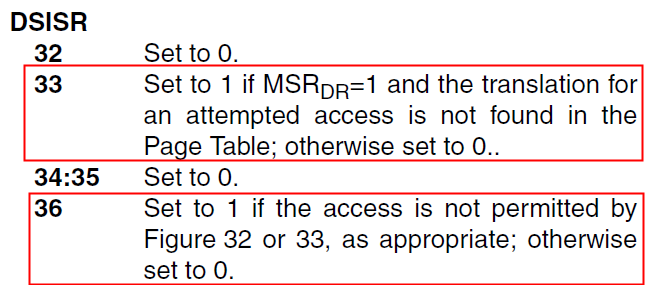 DSISR
32 Set to 0.
33 Set to 1 if MSRDR=1 and the translation for
an attempted access is not found in the
Page Table; otherwise set to 0..
34:35 Set to 0.
36 Set to 1 if the access is not permitted by
Figure 32 or 33, as appropriate; otherwise
set to 0.